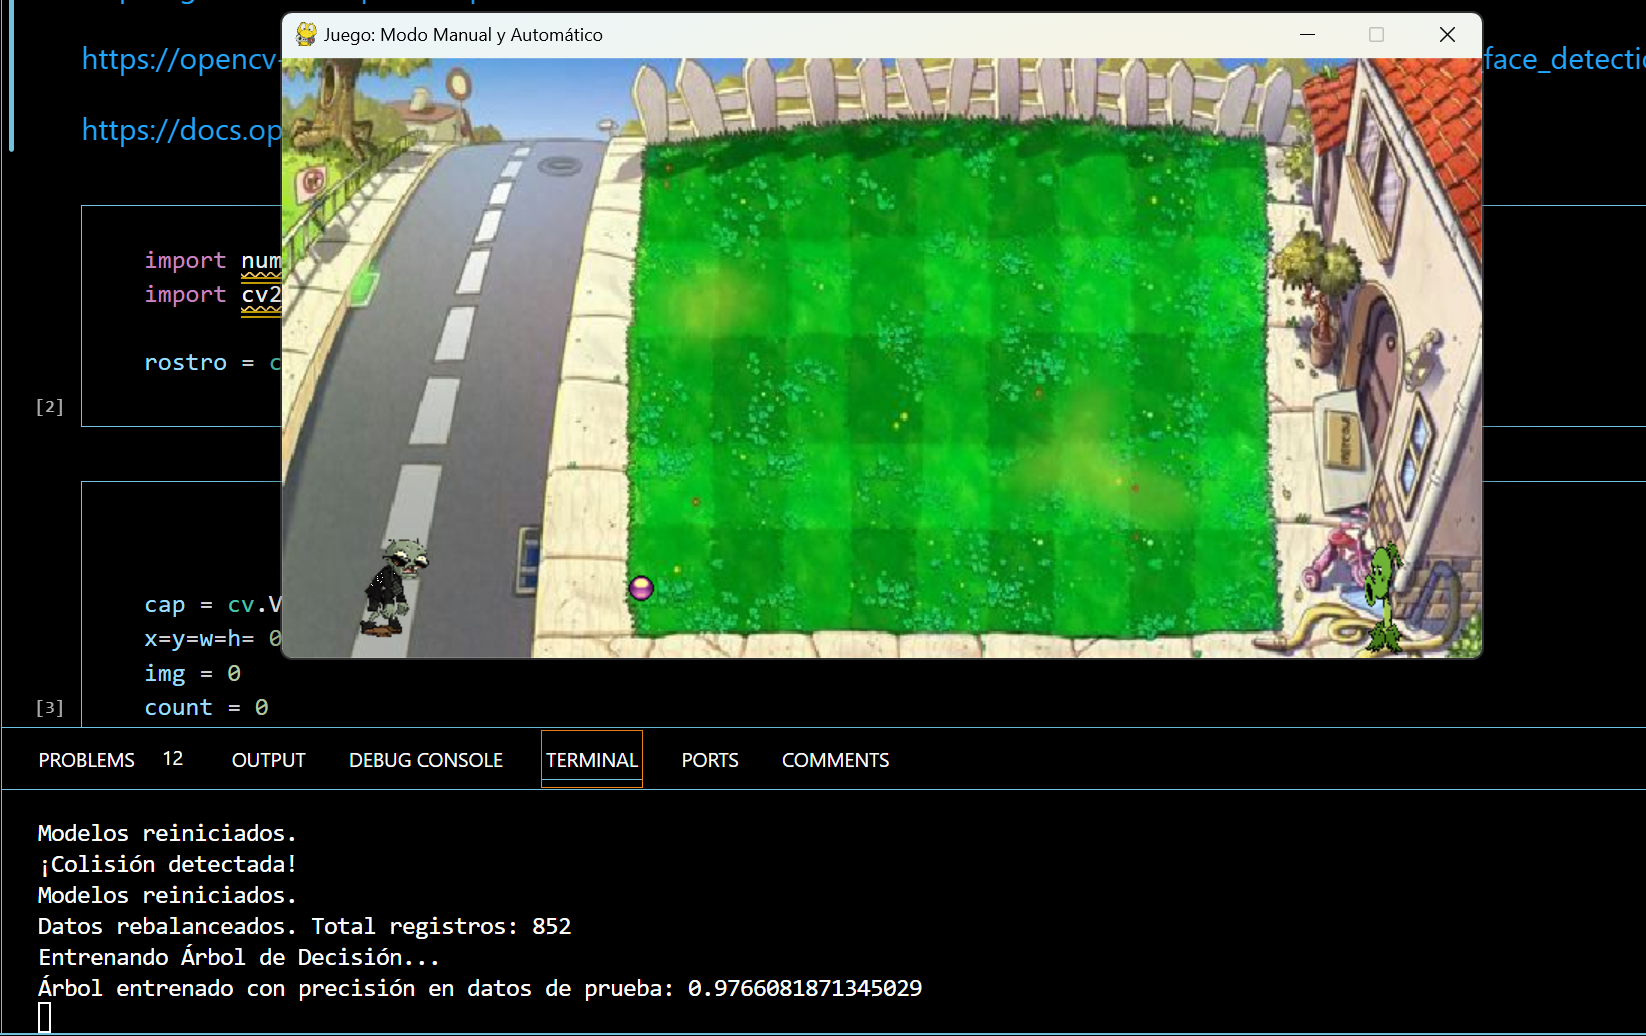 https://opencv-
face_detecti
https://docs.op
Juego: Modo Manual y Automático
import num
import cv2
rostro = c
[2]
cap = cv.V
x=y=w=h= 0
img = 0
count = 0
[3]
PROBLEMS 12 OUTPUT DEBUG CONSOLE TERMINAL PORTS COMMENTS
Modelos reiniciados.
¡Colisión detectada!
Modelos reiniciados.
Datos rebalanceados. Total registros: 852
Entrenando Árbol de Decisión...
Árbol entrenado con precisión en datos de prueba: 0.9766081871345029